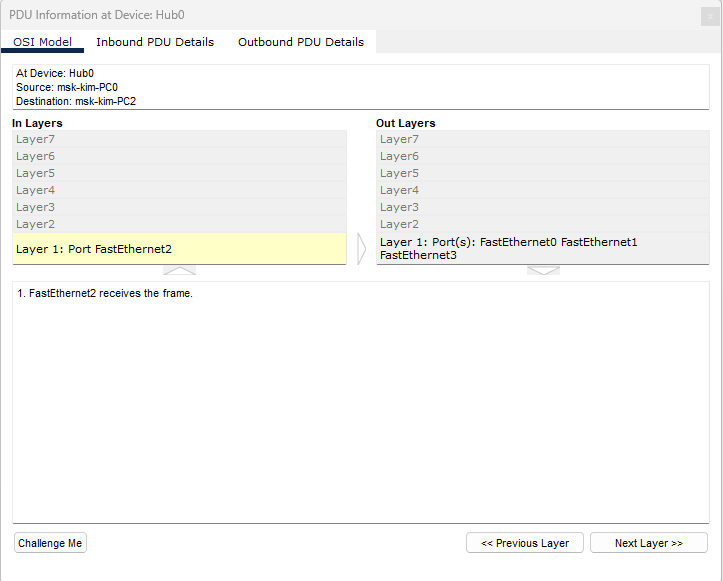 PDU Information at Device: Hub0
OSI Model Inbound PDU Details Outbound PDU Details
At Device: Hub0
Source: msk-kim-PC0
Destination: msk-kim-PC2
In Layers
Layer7
Layer6
Layer5
Layer4
Layer3
Layer2
Layer 1: Port FastEthernet2
Out Layers
Layer7
Layer6
Layer5
Layer4
Layer3
Layer2
Layer 1: Port(s): FastEthernet0 FastEthernet1
FastEthernet3
1. FastEthernet2 receives the frame.
Challenge Me
<< Previous Layer
Next Layer >>